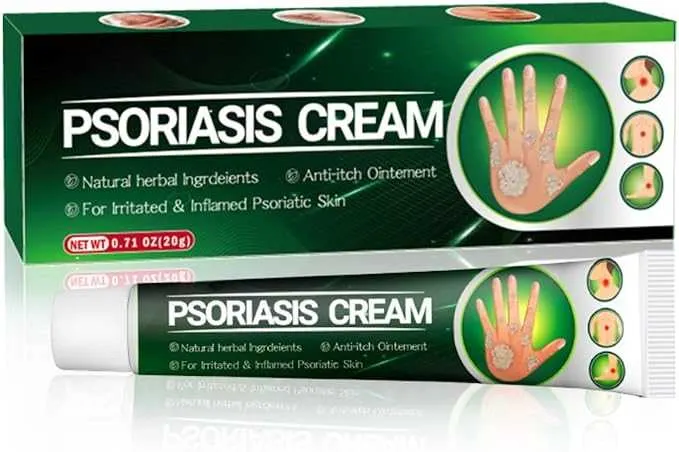 PSORIASIS CREAM
Natural herbal Ingrdeients Anti-itch Ointement
For Irritated & Inflamed Psoriatic Skin
NET WT 0.71 OZ(20g)
PSORIASIS CREAM
Natural herbal Ingrdeients Anti-itch Ointement
For Irritated & Inflamed Psoriatic Skin